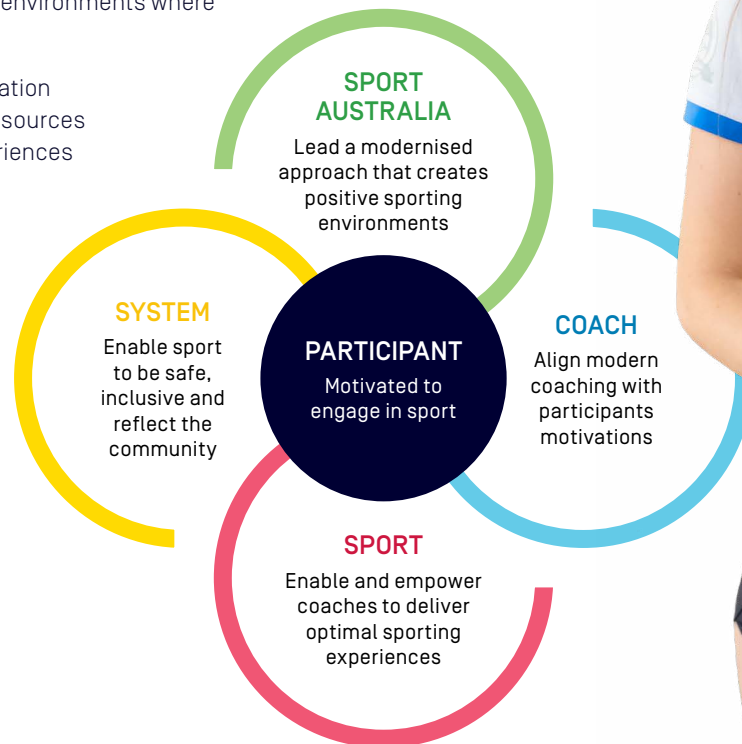 environments where
ation
sources
riences
SPORT
AUSTRALIA
Lead a modernised
approach that creates
positive sporting
environments
SYSTEM
Enable sport
to be safe,
inclusive and
reflect the
community
PARTICIPANT
Motivated to
engage in sport
COACH
Align modern
coaching with
participants
motivations
SPORT
Enable and empower
coaches to deliver
optimal sporting
experiences